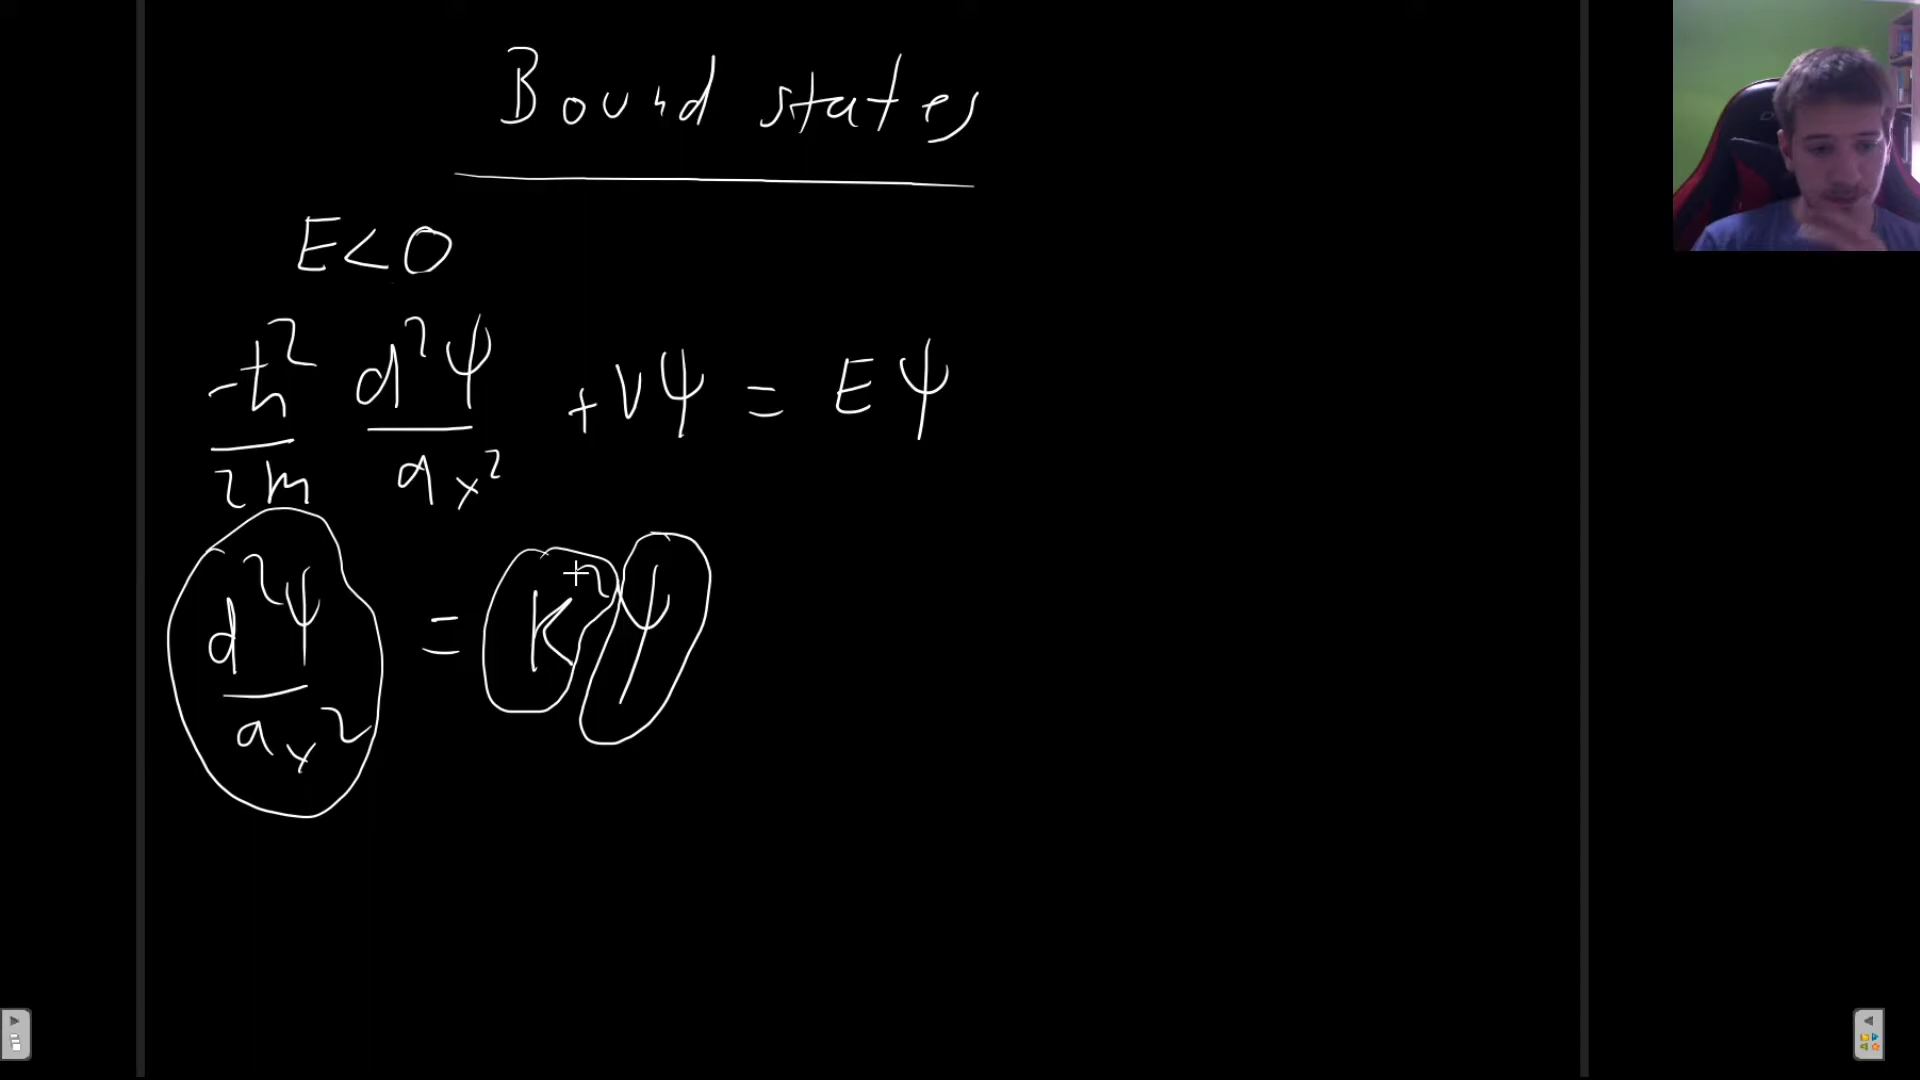 Bound states
E<0
-ħ²/2m d²ψ/dx² + Vψ = Eψ
d²ψ/dx² = K²ψ